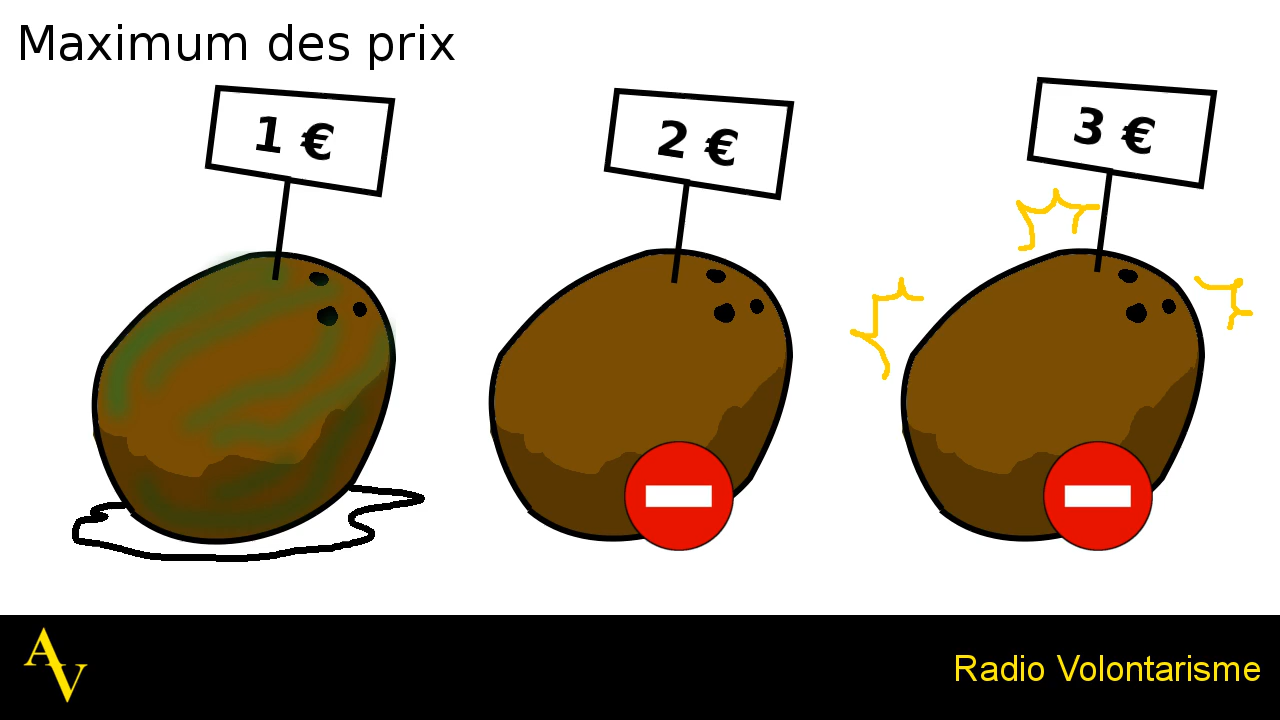 Maximum des prix
1 €
2 €
3 €
AV
Radio Volontarisme